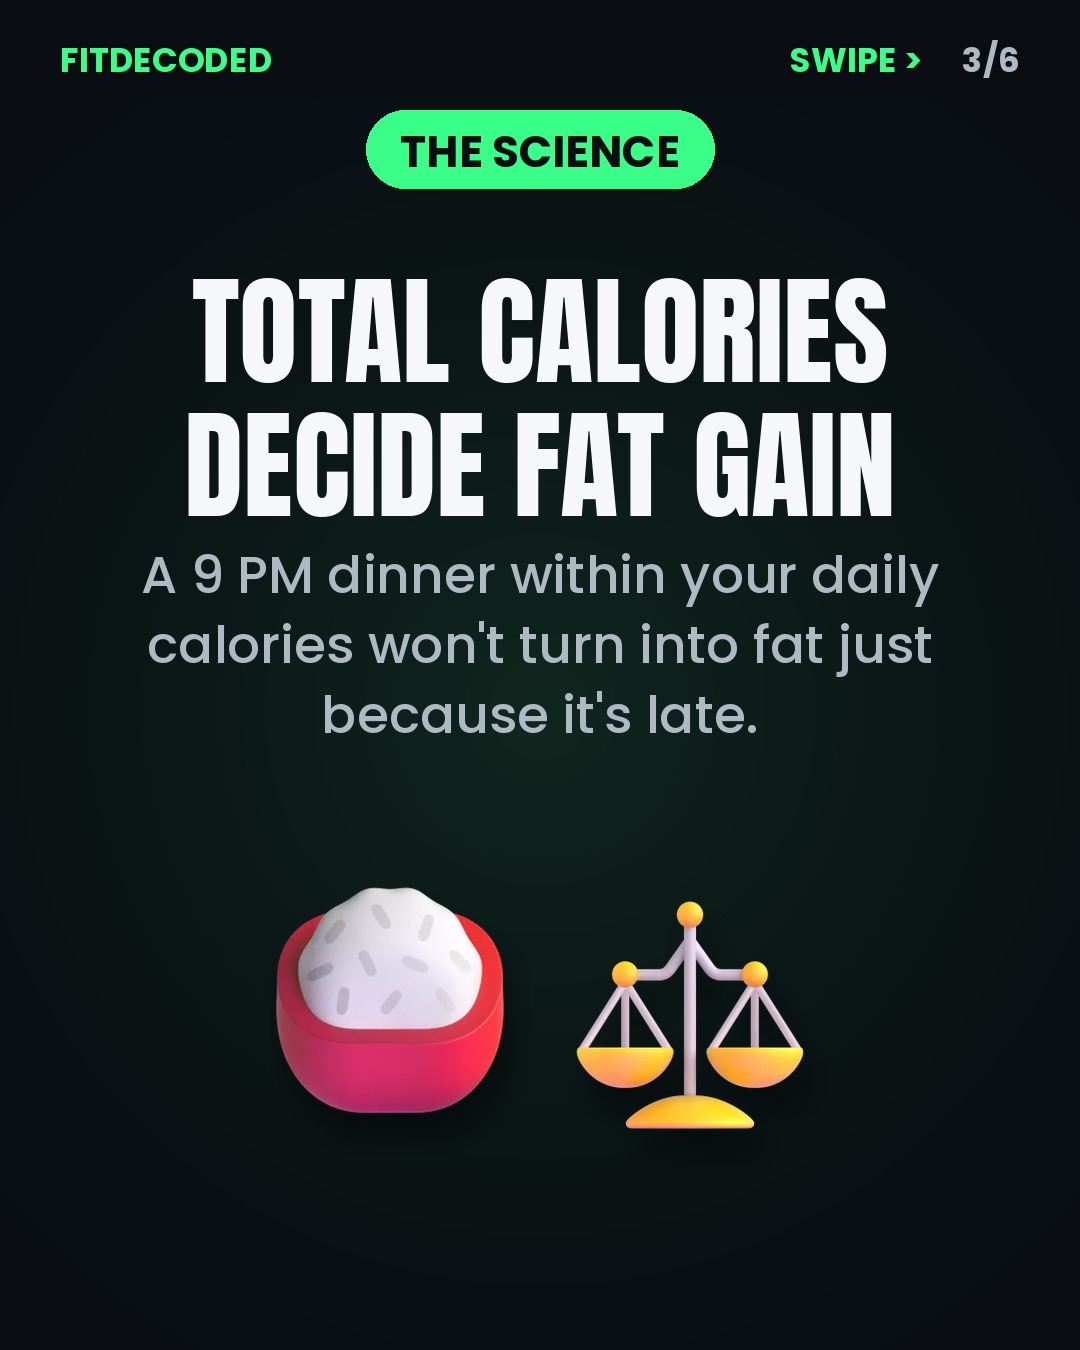 FITDECODED
SWIPE > 3/6
THE SCIENCE
TOTAL CALORIES
DECIDE FAT GAIN
A 9 PM dinner within your daily
calories won't turn into fat just
because it's late.